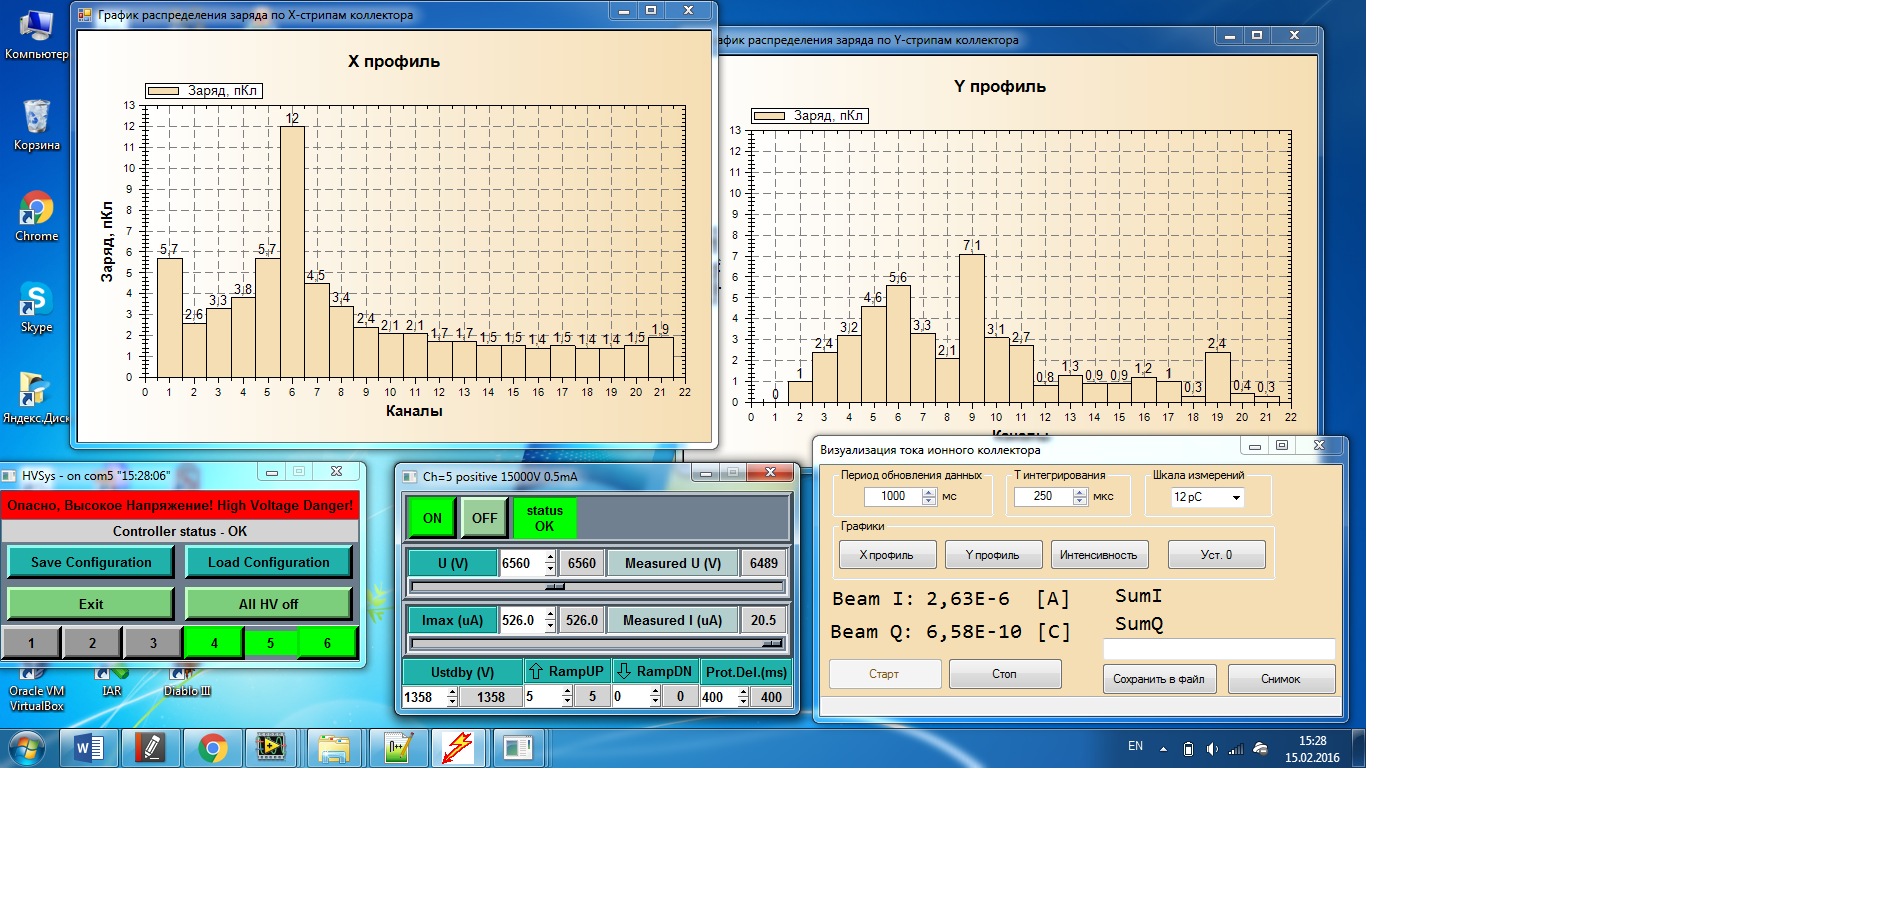 Компьютер
Корзина
Chrome
Skype
Яндекс.Диск
Oracle VM
VirtualBox
IAR
Diablo III
График распределения заряда по X-стрипам коллектора
X профиль
Заряд, пКл
13
12
11
10
9
8
7
6
5
4
3
2
1
0
Заряд, пКл
5,7
2,6
3,3
3,8
5,7
12
4,5
3,4
2,4
2,1
2,1
1,7
1,7
1,5
1,5
1,4
1,5
1,4
1,4
1,5
1,9
0 1 2 3 4 5 6 7 8 9 10 11 12 13 14 15 16 17 18 19 20 21 22
Каналы
афик распределения заряда по Y-стрипам коллектора
Y профиль
Заряд, пКл
13
12
11
10
9
8
7
6
5
4
3
2
1
0
0
1
2,4
3,2
4,6
5,6
3,3
2,1
7,1
3,1
2,7
0,8
1,3
0,9
0,9
1,2
1
0,3
2,4
0,4
0,3
0 1 2 3 4 5 6 7 8 9 10 11 12 13 14 15 16 17 18 19 20 21 22
Каналы
HVSys - on com5 "15:28:06"
Опасно, Высокое Напряжение! High Voltage Danger!
Controller status - OK
Save Configuration Load Configuration
Exit All HV off
1 2 3 4 5 6
Ch=5 positive 15000V 0.5mA
ON OFF status
OK
U (V) 6560 6560 Measured U (V) 6489
Imax (uA) 526.0 526.0 Measured I (uA) 20.5
Ustdby (V) RampUP RampDN Prot.Del.(ms)
1358 1358 5 5 0 0 400 400
Визуализация тока ионного коллектора
Период обновления данных Т интегрирования Шкала измерений
1000 мс 250 мкс 12 pC
Графики
X профиль Y профиль Интенсивность Уст. 0
Beam I: 2,63E-6 [A] SumI
Beam Q: 6,58E-10 [C] SumQ
Старт Стоп Сохранить в файл Снимок
EN
15:28
15.02.2016